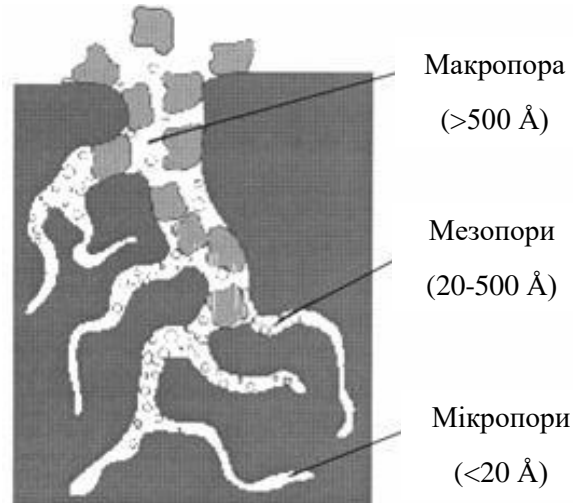 Макропора
(>500 Å)
Мезопори
(20-500 Å)
Мікропори
(<20 Å)